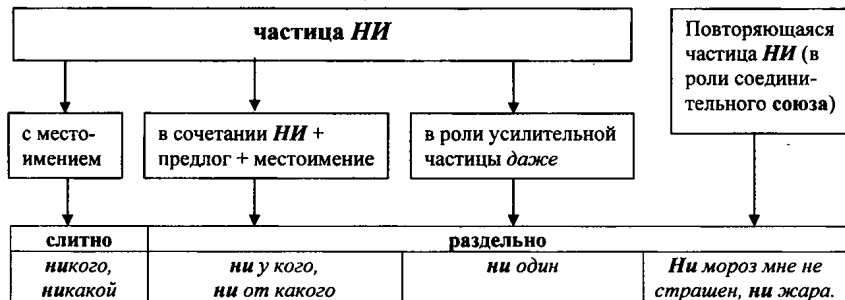 частица НИ
Повторяющаяся
частица НИ (в
роли соедини-
тельного союза)
с место-
имением
в сочетании НИ +
предлог + местоимение
в роли усилительной
частицы даже
слитно
раздельно
никого,
никакой
ни у кого,
ни от какого
ни один
Ни мороз мне не
страшен, ни жара.